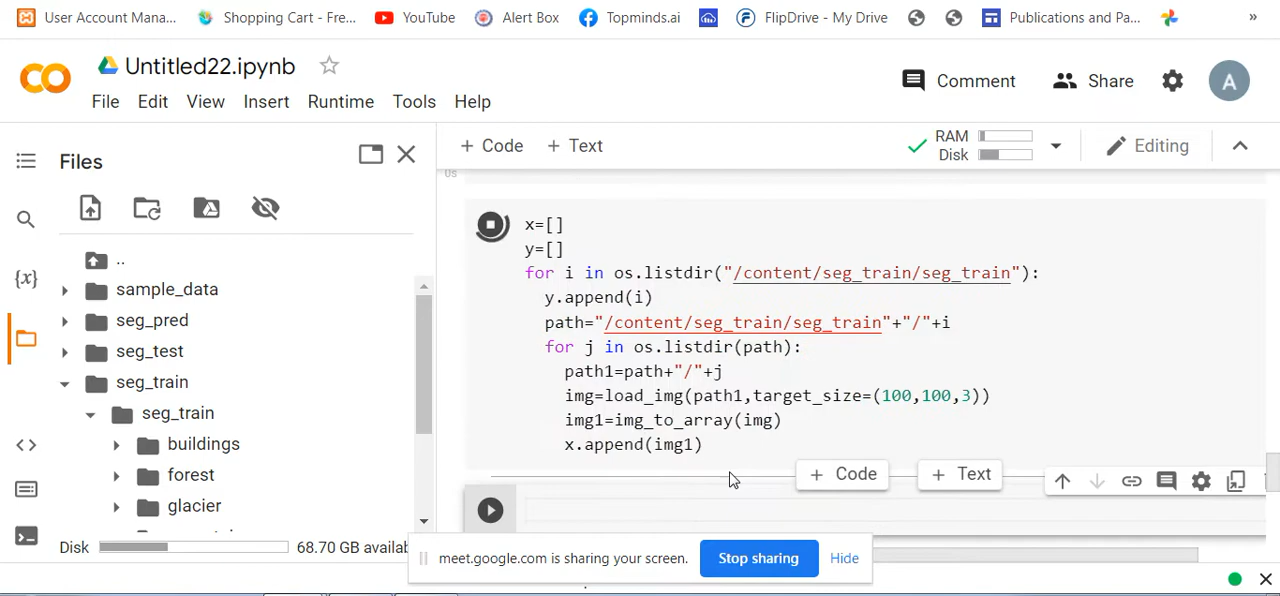 User Account Mana... Shopping Cart - Fre... YouTube Alert Box Topminds.ai FlipDrive - My Drive Publications and Pa... »
CO Untitled22.ipynb
Comment Share A
File Edit View Insert Runtime Tools Help
Files
+ Code + Text
RAM
Disk
Editing
{x}
..
sample_data
seg_pred
seg_test
seg_train
seg_train
buildings
forest
glacier
Disk 68.70 GB availab
0s
x=[]
y=[]
for i in os.listdir("/content/seg_train/seg_train"):
y.append(i)
path="/content/seg_train/seg_train"+"/"+i
for j in os.listdir(path):
path1=path+"/"+j
img=load_img(path1,target_size=(100,100,3))
img1=img_to_array(img)
x.append(img1)
+ Code + Text
meet.google.com is sharing your screen. Stop sharing Hide